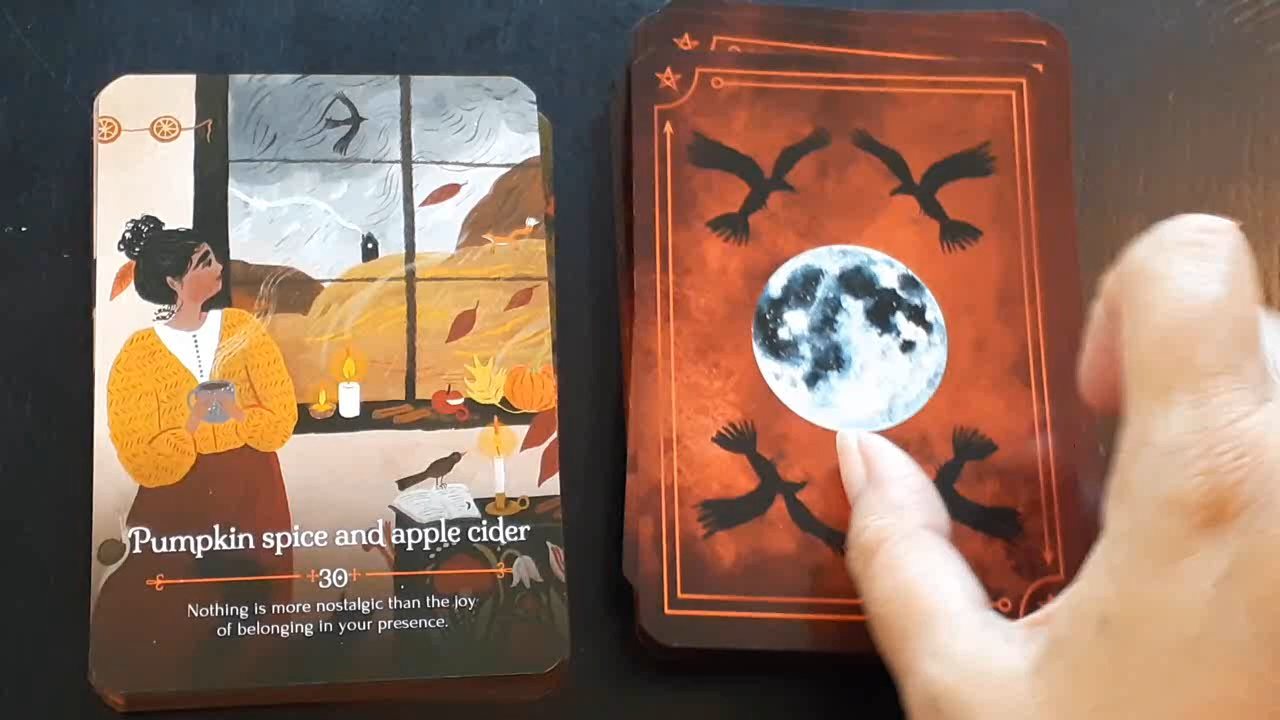 Pumpkin spice and apple cider
30
Nothing is more nostalgic than the joy
of belonging in your presence.